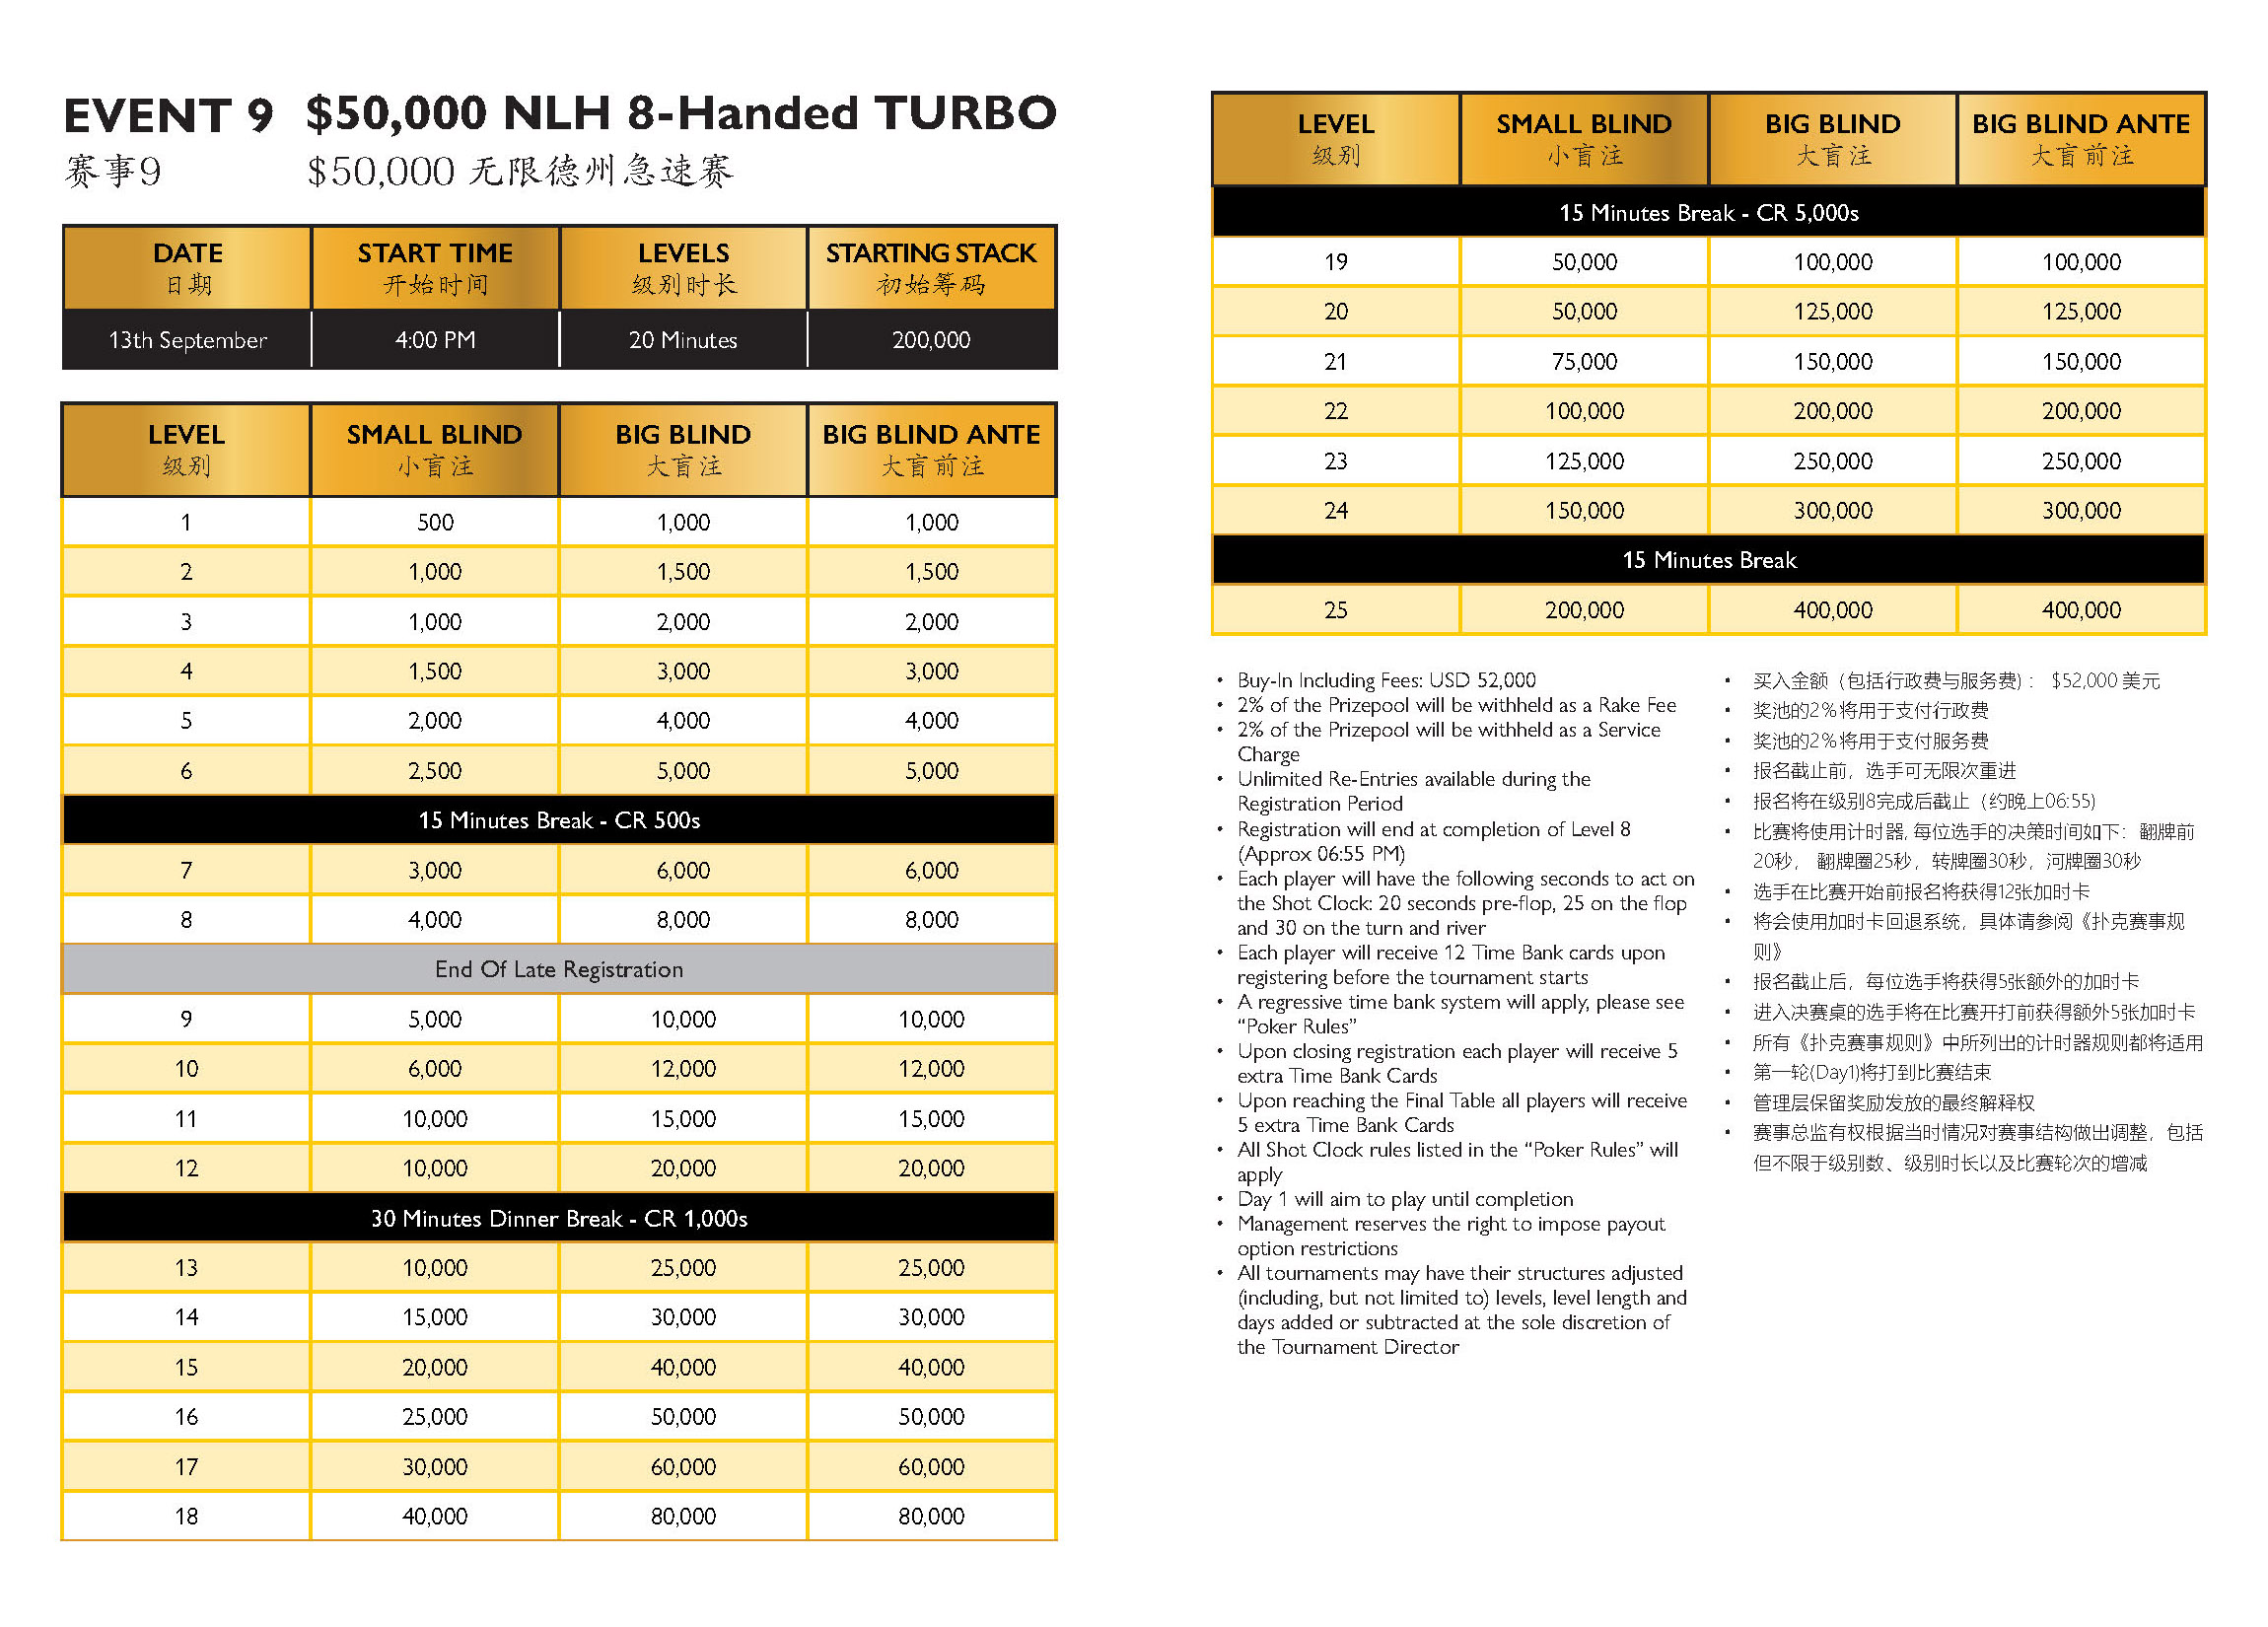 EVENT 9 $50,000 NLH 8-Handed TURBO
赛事9 $50,000 无限德州急速赛
DATE START TIME LEVELS STARTING STACK
日期 开始时间 级别时长 初始筹码
13th September 4:00 PM 20 Minutes 200,000
LEVEL SMALL BLIND BIG BLIND BIG BLIND ANTE
级别 小盲注 大盲注 大盲前注
1 500 1,000 1,000
2 1,000 1,500 1,500
3 1,000 2,000 2,000
4 1,500 3,000 3,000
5 2,000 4,000 4,000
6 2,500 5,000 5,000
15 Minutes Break - CR 500s
7 3,000 6,000 6,000
8 4,000 8,000 8,000
End Of Late Registration
9 5,000 10,000 10,000
10 6,000 12,000 12,000
11 10,000 15,000 15,000
12 10,000 20,000 20,000
30 Minutes Dinner Break - CR 1,000s
13 10,000 25,000 25,000
14 15,000 30,000 30,000
15 20,000 40,000 40,000
16 25,000 50,000 50,000
17 30,000 60,000 60,000
18 40,000 80,000 80,000
LEVEL SMALL BLIND BIG BLIND BIG BLIND ANTE
级别 小盲注 大盲注 大盲前注
15 Minutes Break - CR 5,000s
19 50,000 100,000 100,000
20 50,000 125,000 125,000
21 75,000 150,000 150,000
22 100,000 200,000 200,000
23 125,000 250,000 250,000
24 150,000 300,000 300,000
15 Minutes Break
25 200,000 400,000 400,000
• Buy-In Including Fees: USD 52,000
• 2% of the Prizepool will be withheld as a Rake Fee
• 2% of the Prizepool will be withheld as a Service
Charge
• Unlimited Re-Entries available during the
Registration Period
• Registration will end at completion of Level 8
(Approx 06:55 PM)
• Each player will have the following seconds to act on
the Shot Clock: 20 seconds pre-flop, 25 on the flop
and 30 on the turn and river
• Each player will receive 12 Time Bank cards upon
registering before the tournament starts
• A regressive time bank system will apply, please see
“Poker Rules”
• Upon closing registration each player will receive 5
extra Time Bank Cards
• Upon reaching the Final Table all players will receive
5 extra Time Bank Cards
• All Shot Clock rules listed in the “Poker Rules” will
apply
• Day 1 will aim to play until completion
• Management reserves the right to impose payout
option restrictions
• All tournaments may have their structures adjusted
(including, but not limited to) levels, level length and
days added or subtracted at the sole discretion of
the Tournament Director
• 买入金额（包括行政费与服务费）： $52,000 美元
• 奖池的2%将用于支付行政费
• 奖池的2%将用于支付服务费
• 报名截止前，选手可无限次重进
• 报名将在级别8完成后截止（约晚上06:55)
• 比赛将使用计时器, 每位选手的决策时间如下：翻牌前
20秒， 翻牌圈25秒，转牌圈30秒，河牌圈30秒
• 选手在比赛开始前报名将获得12张加时卡
• 将会使用加时卡回退系统，具体请参阅《扑克赛事规
则》
• 报名截止后，每位选手将获得5张额外的加时卡
• 进入决赛桌的选手将在比赛开打前获得额外5张加时卡
• 所有《扑克赛事规则》中所列出的计时器规则都将适用
• 第一轮(Day1)将打到比赛结束
• 管理层保留奖励发放的最终解释权
• 赛事总监有权根据当时情况对赛事结构做出调整，包括
但不限于级别数、级别时长以及比赛轮次的增减